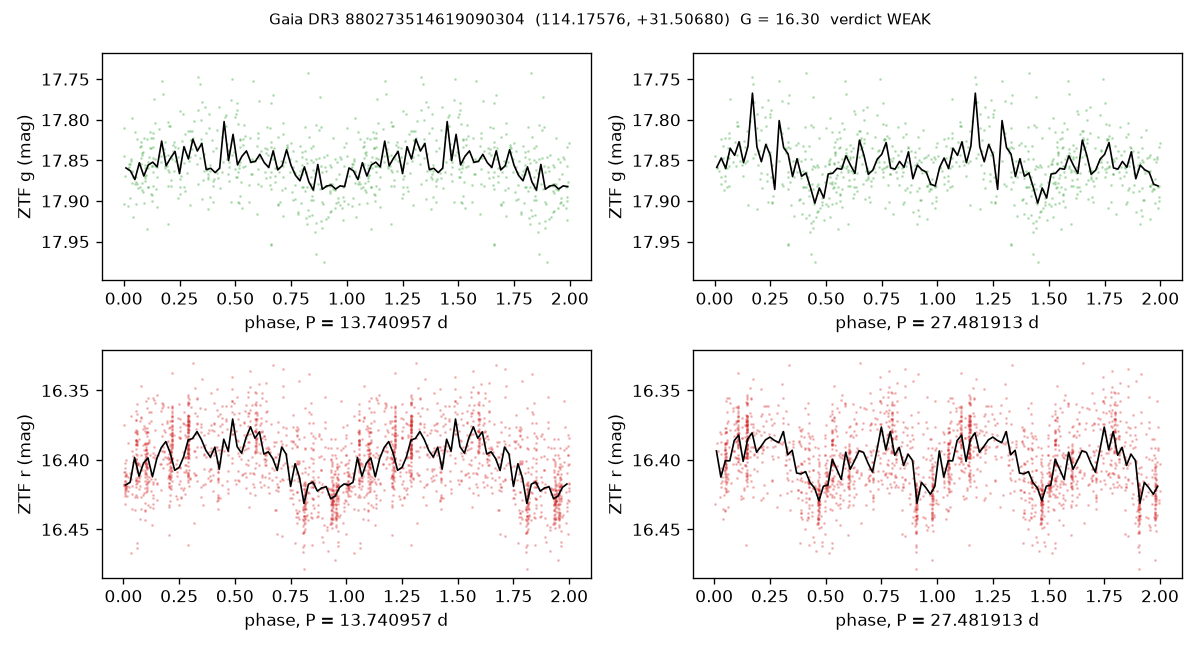 Gaia DR3 880273514619090304  (114.17576, +31.50680)  G = 16.30  verdict WEAK
ZTF g (mag)
17.75
17.80
17.85
17.90
17.95
0.00 0.25 0.50 0.75 1.00 1.25 1.50 1.75 2.00
phase, P = 13.740957 d
ZTF g (mag)
17.75
17.80
17.85
17.90
17.95
0.00 0.25 0.50 0.75 1.00 1.25 1.50 1.75 2.00
phase, P = 27.481913 d
ZTF r (mag)
16.35
16.40
16.45
0.00 0.25 0.50 0.75 1.00 1.25 1.50 1.75 2.00
phase, P = 13.740957 d
ZTF r (mag)
16.35
16.40
16.45
0.00 0.25 0.50 0.75 1.00 1.25 1.50 1.75 2.00
phase, P = 27.481913 d